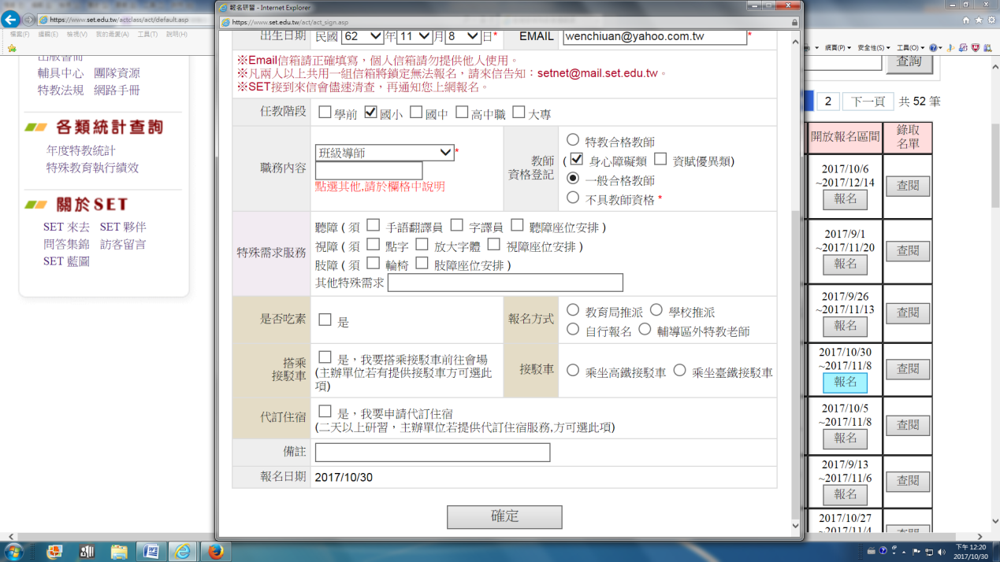 報名研習 - Internet Explorer
https://www.set.edu.tw/act/act_sign.asp
https://www.set.edu.tw/actclass/act/default.asp
檔案(F) 編輯(E) 檢視(V) 我的最愛(A) 工具(T) 說明(H)
網頁(P) 安全性(S) 工具(O)
出版書冊
輔具中心 團隊資源
特教法規 網路手冊
各類統計查詢
年度特教統計
特殊教育執行績效
關於SET
SET 來去 SET 夥伴
問答集錦 訪客留言
SET 藍圖
出生日期 民國 62 年 11 月 8 日* EMAIL wenchiuan@yahoo.com.tw *
※Email信箱請正確填寫，個人信箱請勿提供他人使用。
※凡兩人以上共用一組信箱將鎖定無法報名，請來信告知：setnet@mail.set.edu.tw。
※SET接到來信會儘速清查，再通知您上網報名。
任教階段 學前 國小 國中 高中職 大專
職務內容
班級導師 *
點選其他,請於欄格中說明
教師
資格登記
特教合格教師
( 身心障礙類 資賦優異類)
一般合格教師
不具教師資格 *
特殊需求服務
聽障 ( 須 手語翻譯員 字譯員 聽障座位安排 )
視障 ( 須 點字 放大字體 視障座位安排 )
肢障 ( 須 輪椅 肢障座位安排 )
其他特殊需求
是否吃素 是
報名方式
教育局推派 學校推派
自行報名 輔導區外特教老師
搭乘
接駁車
是，我要搭乘接駁車前往會場
(主辦單位若有提供接駁車方可選此
項)
接駁車 乘坐高鐵接駁車 乘坐臺鐵接駁車
代訂住宿
是，我要申請代訂住宿
(二天以上研習，主辦單位若提供代訂住宿服務,方可選此項)
備註
報名日期 2017/10/30
確定
查詢
2 下一頁 共 52 筆
開放報名區間 錄取
名單
2017/10/6
~2017/12/14
報名 查閱
2017/9/1
~2017/11/20
報名 查閱
2017/9/26
~2017/11/13
報名 查閱
2017/10/30
~2017/11/8
報名 查閱
2017/10/5
~2017/11/8
報名 查閱
2017/9/13
~2017/11/6
報名 查閱
2017/10/27
~2017/11/4
查閱
下午 12:20
2017/10/30